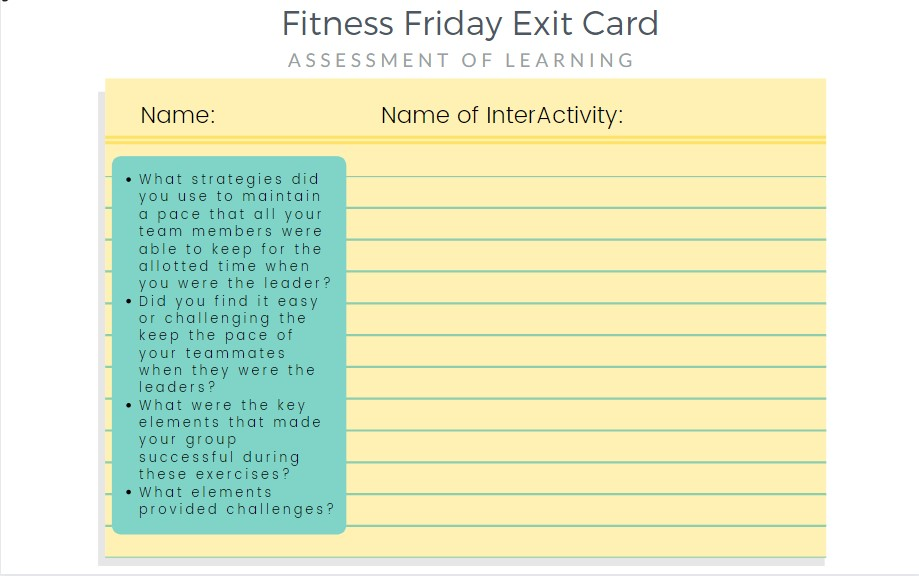 Fitness Friday Exit Card
ASSESSMENT OF LEARNING
Name:
Name of InterActivity:
• What strategies did
you use to maintain
a pace that all your
team members were
able to keep for the
allotted time when
you were the leader?
• Did you find it easy
or challenging the
keep the pace of
your teammates
when they were the
leaders?
• What were the key
elements that made
your group
successful during
these exercises?
• What elements
provided challenges?